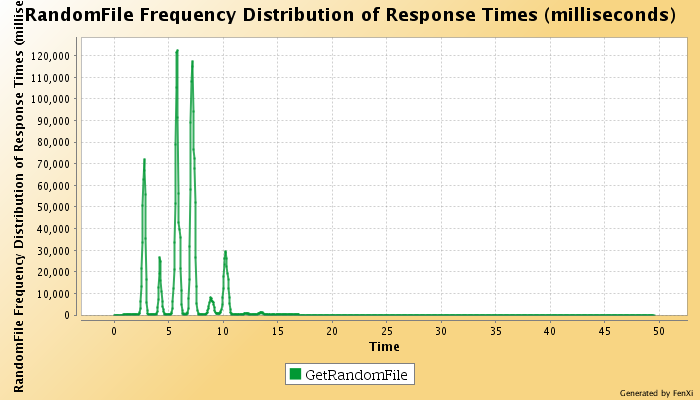 RandomFile Frequency Distribution of Response Times (milliseconds)
RandomFile Frequency Distribution of Response Times (millise
120,000
110,000
100,000
90,000
80,000
70,000
60,000
50,000
40,000
30,000
20,000
10,000
0
0 5 10 15 20 25 30 35 40 45 50
Time
GetRandomFile
Generated by FenXi